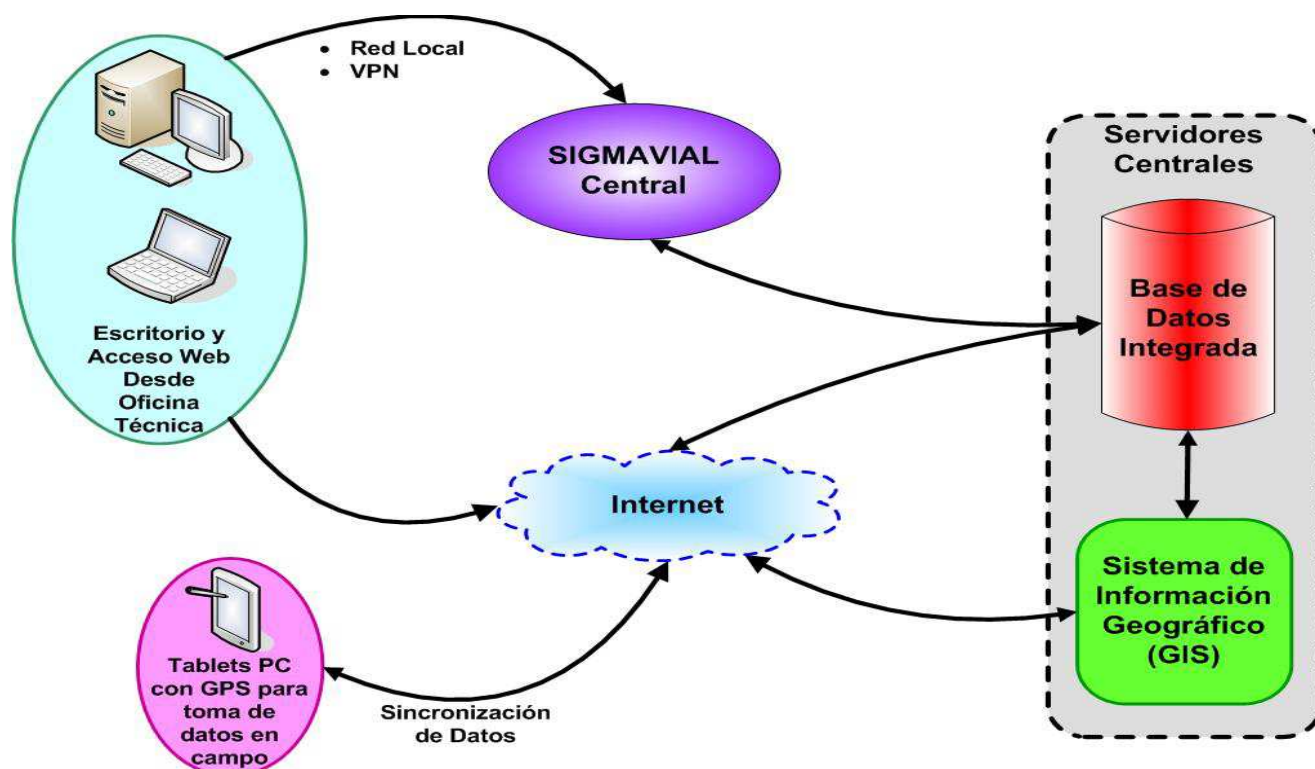 Red Local
VPN
SIGMAVIAL
Central
Servidores
Centrales
Base de
Datos
Integrada
Escritorio y
Acceso Web
Desde
Oficina
Técnica
Internet
Sistema de
Información
Geográfico
(GIS)
Tablets PC
con GPS para
toma de
datos en
campo
Sincronización
de Datos